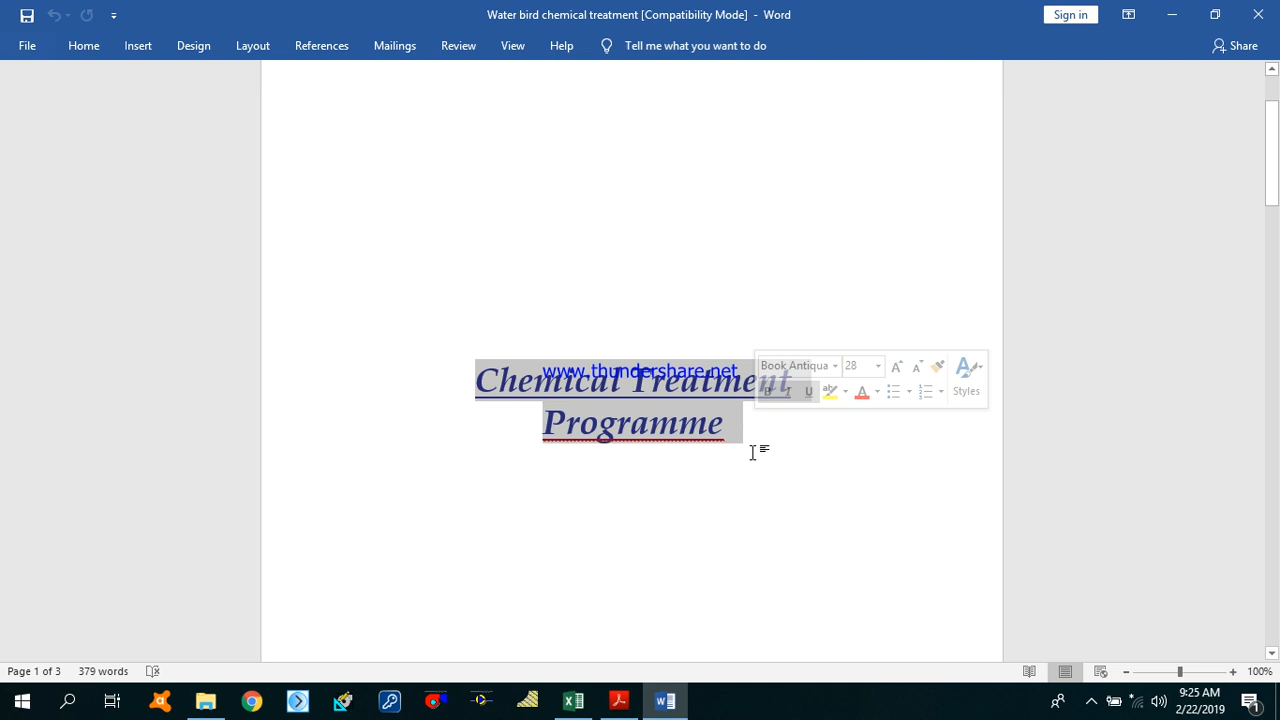 Water bird chemical treatment [Compatibility Mode] - Word
Sign in
File Home Insert Design Layout References Mailings Review View Help Tell me what you want to do Share
www.thundershare.net
Chemical Treatment
Programme
Book Antiqua 28
B I U ab A Styles
Page 1 of 3 379 words 100%
9:25 AM
2/22/2019
1